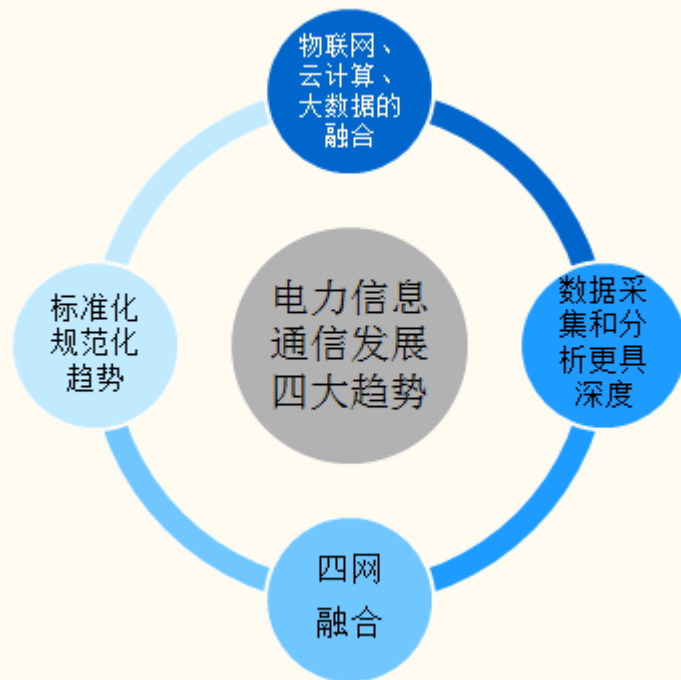 物联网、
云计算、
大数据的
融合
电力信息
通信发展
四大趋势
数据采
集和分
析更具
深度
四网
融合
标准化
规范化
趋势